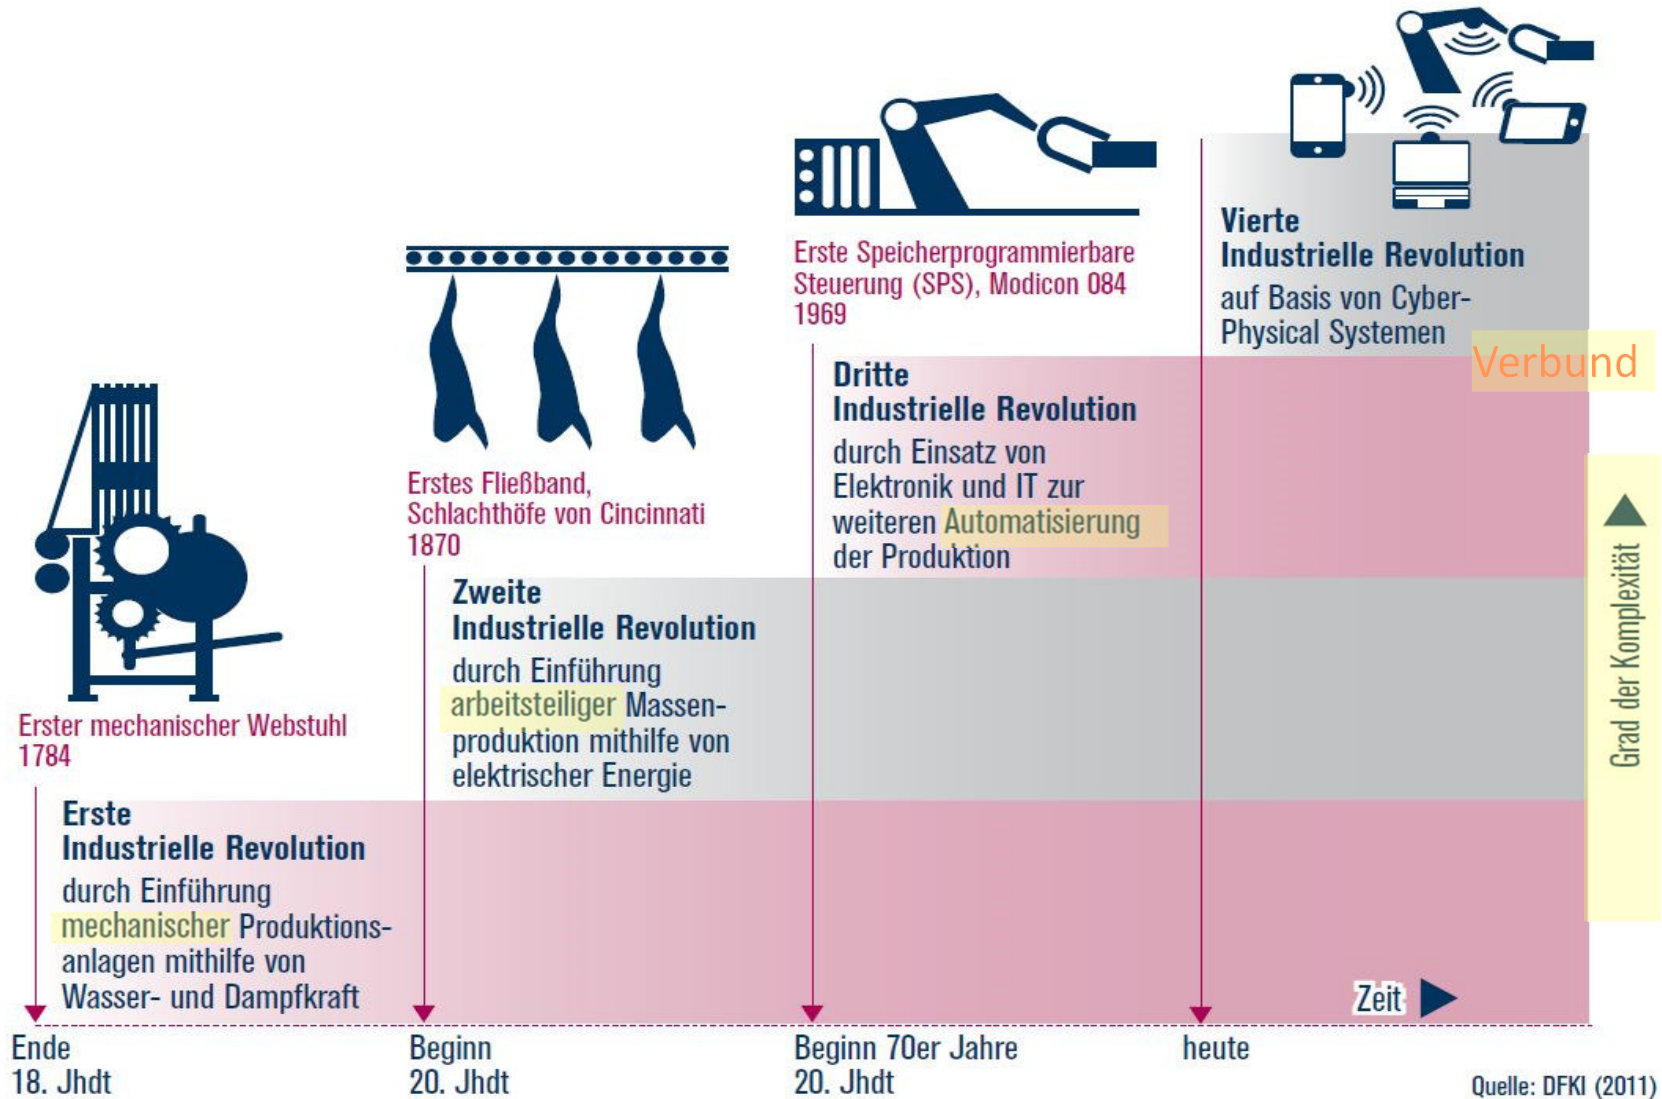 Erster mechanischer Webstuhl
1784
Erste
Industrielle Revolution
durch Einführung
mechanischer Produktions-
anlagen mithilfe von
Wasser- und Dampfkraft
Ende
18. Jhdt
Erstes Fließband,
Schlachthöfe von Cincinnati
1870
Zweite
Industrielle Revolution
durch Einführung
arbeitsteiliger Massen-
produktion mithilfe von
elektrischer Energie
Beginn
20. Jhdt
Erste Speicherprogrammierbare
Steuerung (SPS), Modicon 084
1969
Dritte
Industrielle Revolution
durch Einsatz von
Elektronik und IT zur
weiteren Automatisierung
der Produktion
Beginn 70er Jahre
20. Jhdt
Vierte
Industrielle Revolution
auf Basis von Cyber-
Physical Systemen
Verbund
heute
Grad der Komplexität
Zeit
Quelle: DFKI (2011)